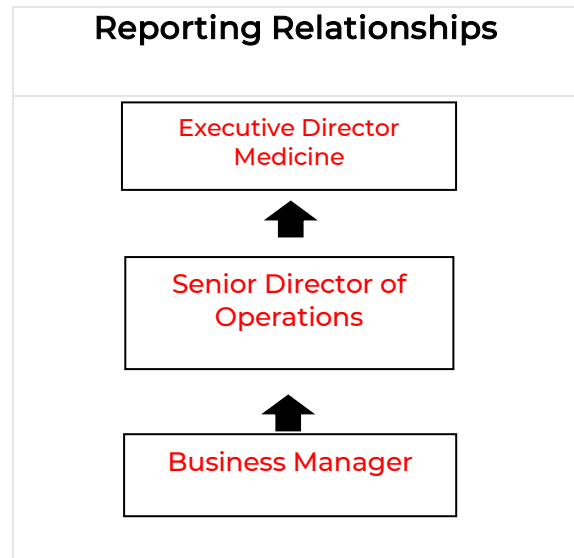 Reporting Relationships
Executive Director
Medicine
Senior Director of
Operations
Business Manager